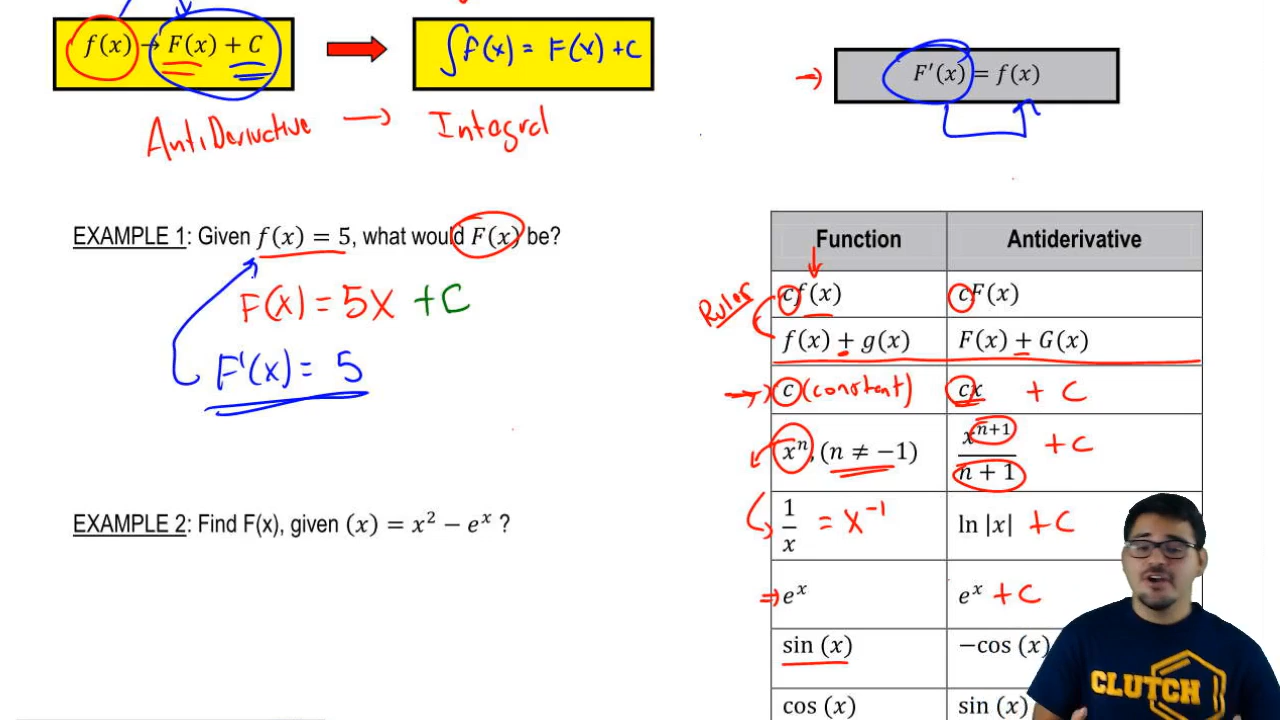 f(x) → F(x) + C
∫f(x) = F(x) + C
F′(x) = f(x)
AntiDerivative → Integral
EXAMPLE 1: Given f(x) = 5, what would F(x) be?
F(x) = 5x + C
F'(x) = 5
EXAMPLE 2: Find F(x), given (x) = x² − eˣ ?
Rules
Function Antiderivative
cf(x) cF(x)
f(x) + g(x) F(x) + G(x)
c (constant) cx + C
xⁿ, (n ≠ −1) xⁿ⁺¹/n + 1 + C
1/x = x⁻¹ ln |x| + C
eˣ eˣ + C
sin (x) −cos (x)
cos (x) sin (x)
CLUTCH